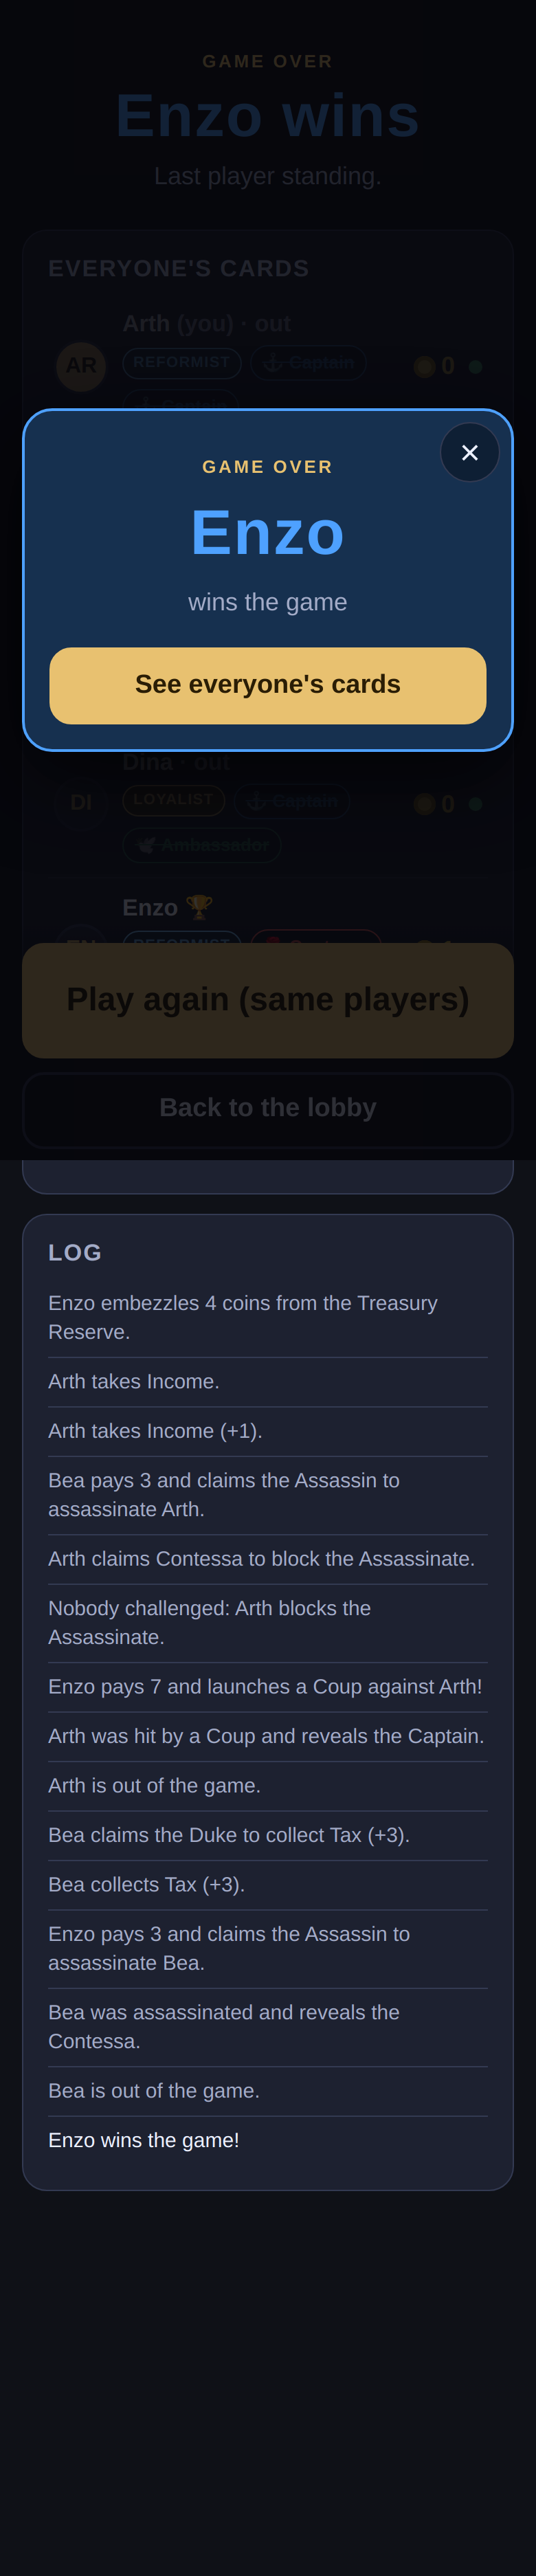 GAME OVER
Enzo wins
Last player standing.
EVERYONE'S CARDS
Arth (you) · out
AR
REFORMIST
Captain
0
Captain
GAME OVER
×
Enzo
wins the game
See everyone's cards
Dina · out
DI
LOYALIST
Captain
0
Ambassador
Enzo
EN
REFORMIST
Play again (same players)
Back to the lobby
LOG
Enzo embezzles 4 coins from the Treasury
Reserve.
Arth takes Income.
Arth takes Income (+1).
Bea pays 3 and claims the Assassin to
assassinate Arth.
Arth claims Contessa to block the Assassinate.
Nobody challenged: Arth blocks the
Assassinate.
Enzo pays 7 and launches a Coup against Arth!
Arth was hit by a Coup and reveals the Captain.
Arth is out of the game.
Bea claims the Duke to collect Tax (+3).
Bea collects Tax (+3).
Enzo pays 3 and claims the Assassin to
assassinate Bea.
Bea was assassinated and reveals the
Contessa.
Bea is out of the game.
Enzo wins the game!